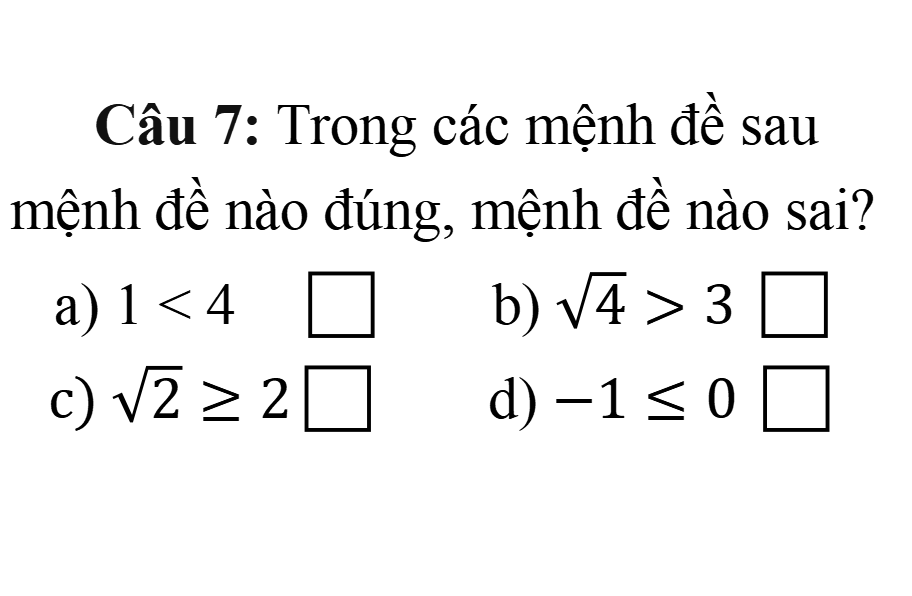 Câu 7: Trong các mệnh đề sau
mệnh đề nào đúng, mệnh đề nào sai?
a) 1 < 4 □ b) √4 > 3 □
c) √2 ≥ 2 □ d) −1 ≤ 0 □